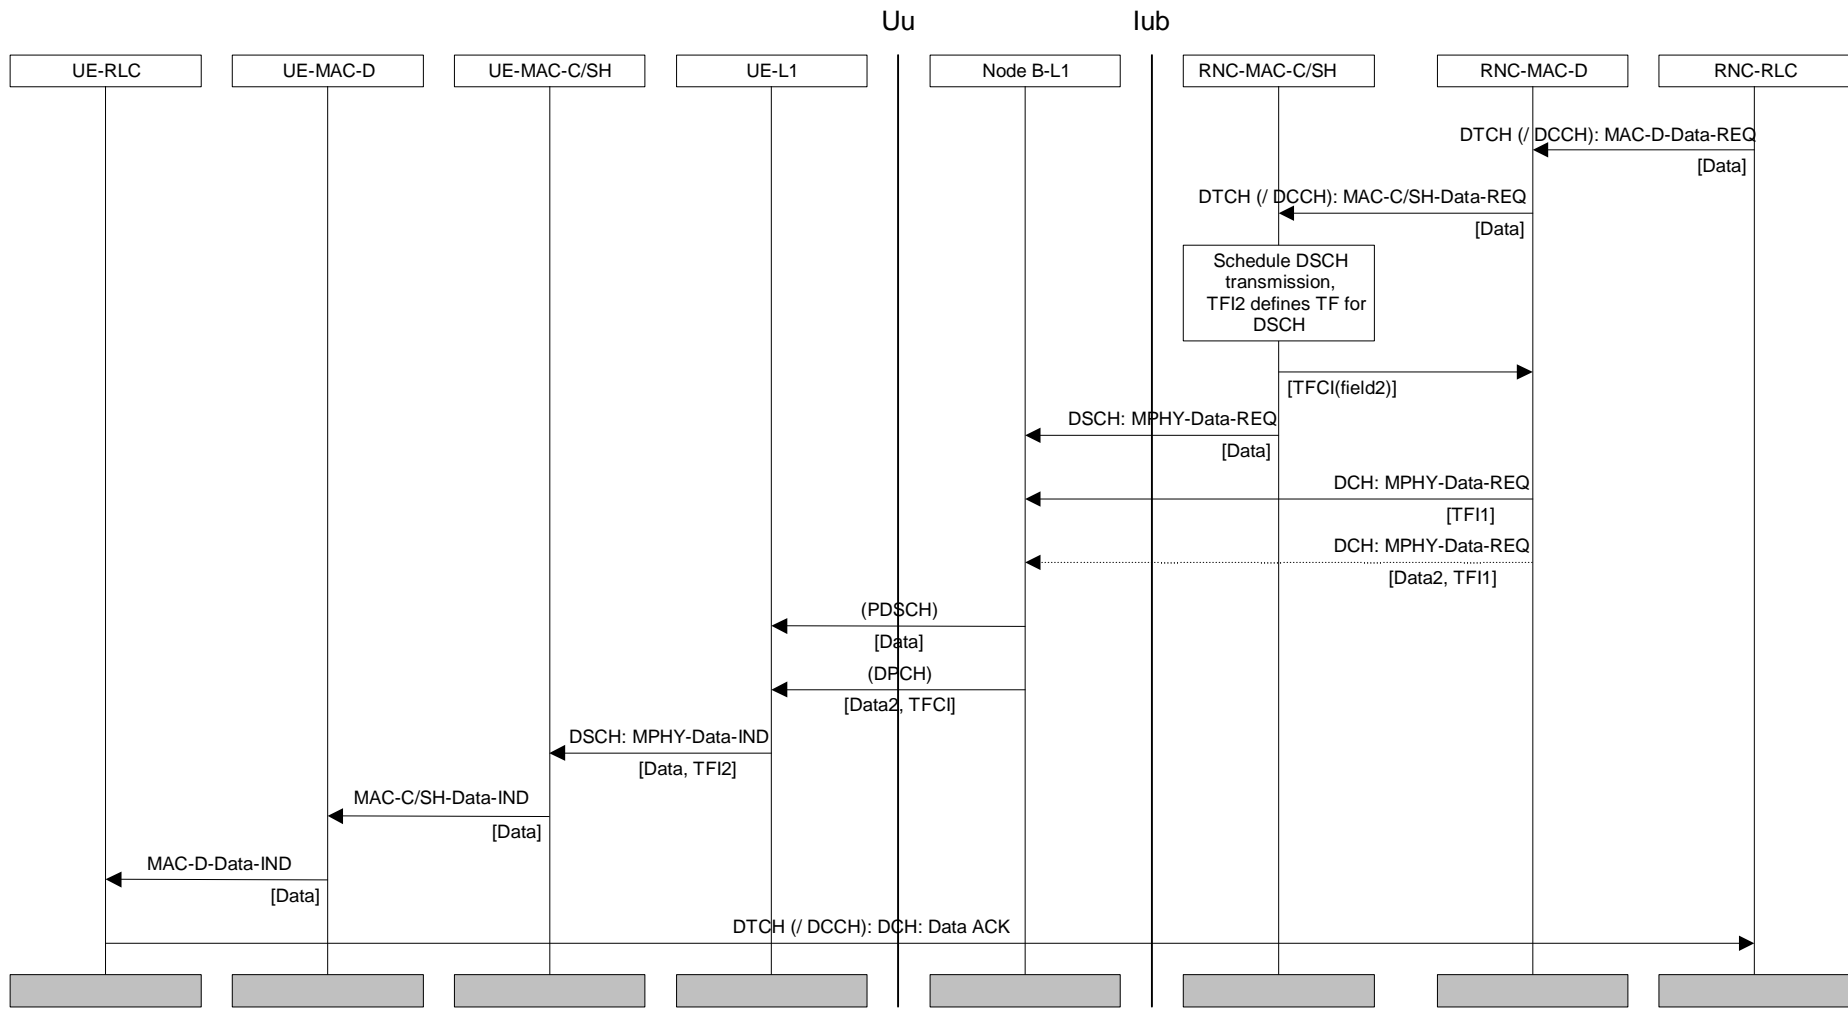 Uu
Iub
UE-RLC
UE-MAC-D
UE-MAC-C/SH
UE-L1
Node B-L1
RNC-MAC-C/SH
RNC-MAC-D
RNC-RLC
DTCH (/ DCCH): MAC-D-Data-REQ
[Data]
DTCH (/ DCCH): MAC-C/SH-Data-REQ
[Data]
Schedule DSCH
transmission,
TFI2 defines TF for
DSCH
[TFCI(field2)]
DSCH: MPHY-Data-REQ
[Data]
DCH: MPHY-Data-REQ
[TFI1]
DCH: MPHY-Data-REQ
[Data2, TFI1]
(PDSCH)
[Data]
(DPCH)
[Data2, TFCI]
DSCH: MPHY-Data-IND
[Data, TFI2]
MAC-C/SH-Data-IND
[Data]
MAC-D-Data-IND
[Data]
DTCH (/ DCCH): DCH: Data ACK